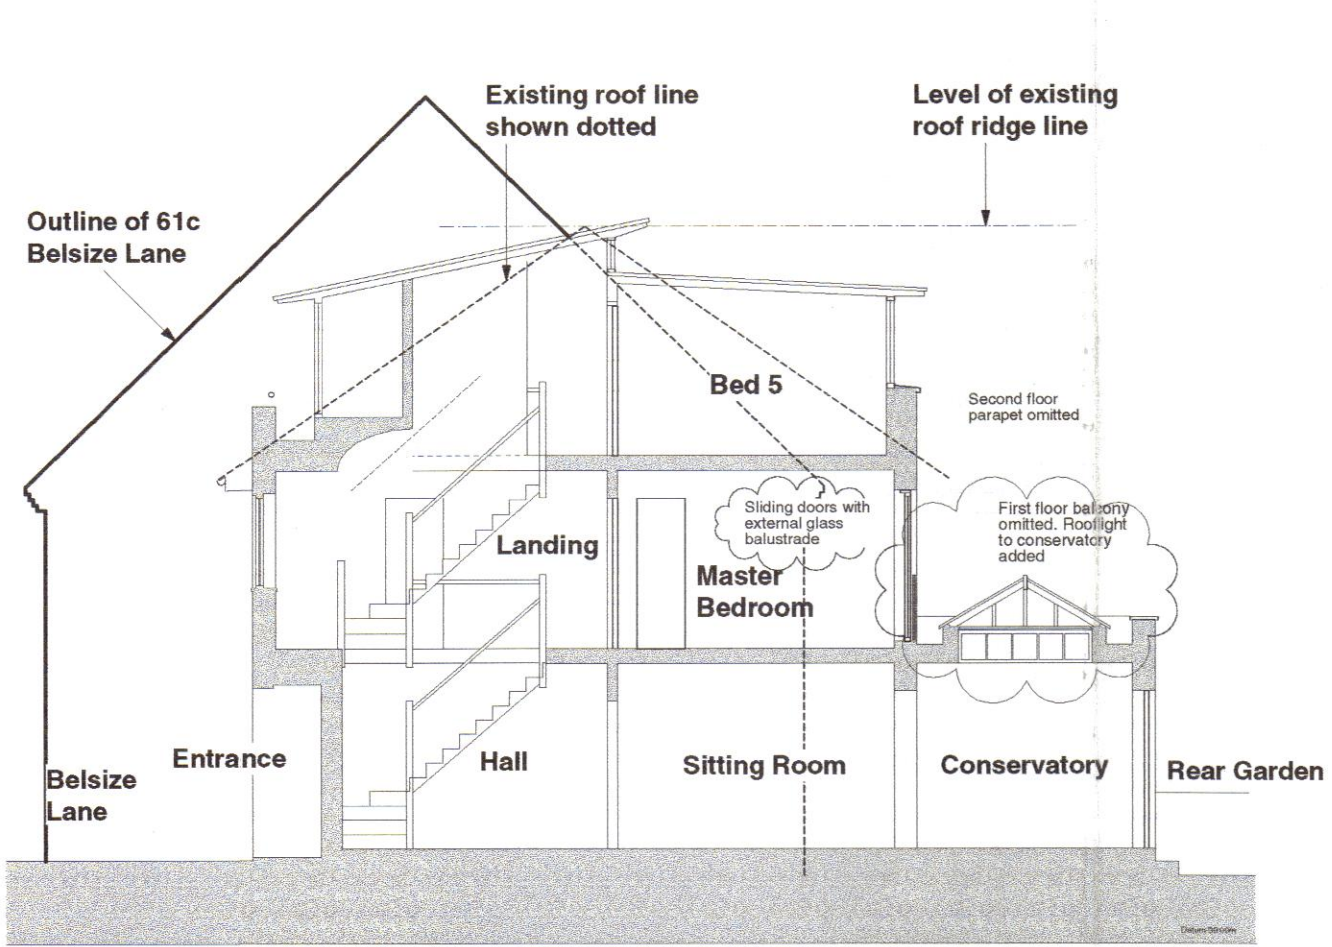 Existing roof line
shown dotted
Level of existing
roof ridge line
Outline of 61c
Belsize Lane
Bed 5
Second floor
parapet omitted
Sliding doors with
external glass
balustrade
First floor balcony
omitted. Rooflight
to conservatory
added
Landing
Master
Bedroom
Entrance
Hall
Sitting Room
Conservatory
Rear Garden
Belsize
Lane
Datum